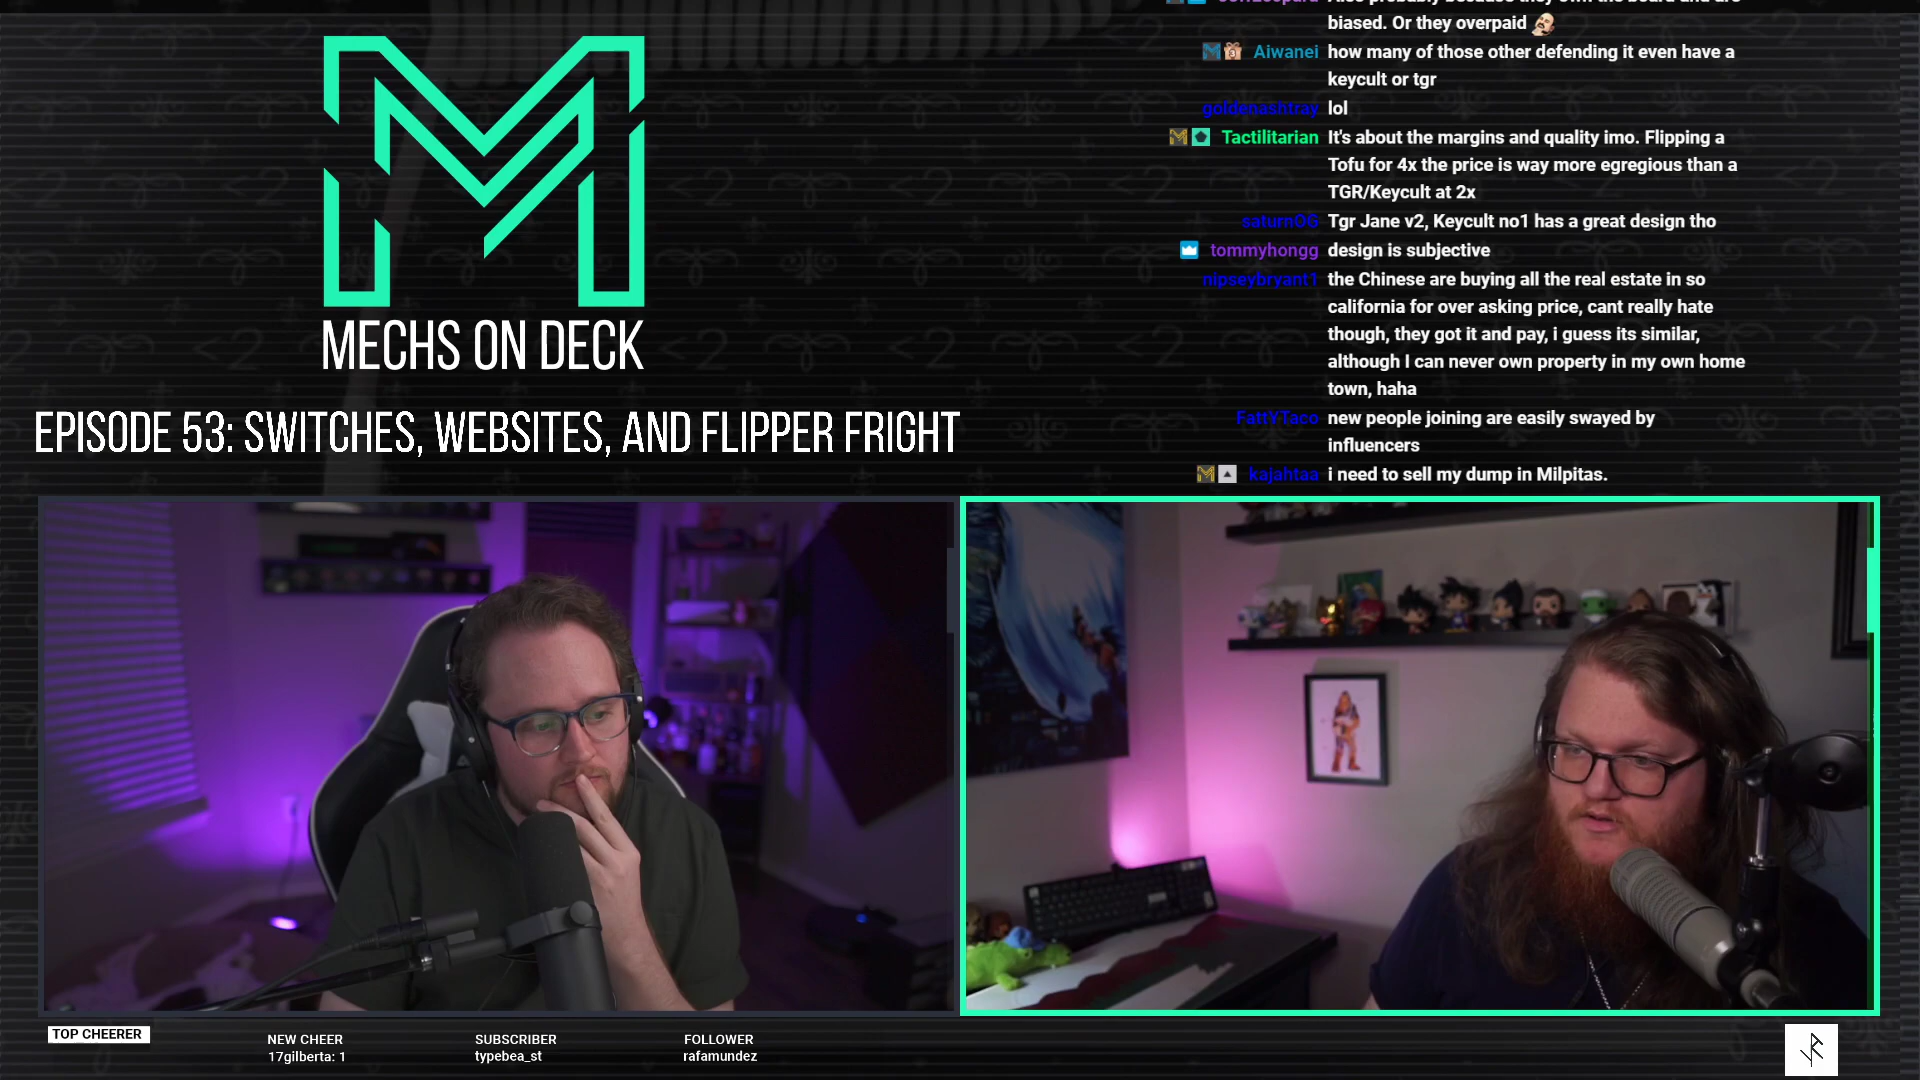 MECHS ON DECK
EPISODE 53: SWITCHES, WEBSITES, AND FLIPPER FRIGHT
biased. Or they overpaid
Aiwanei how many of those other defending it even have a
keycult or tgr
goldenashtray lol
Tactilitarian It's about the margins and quality imo. Flipping a
Tofu for 4x the price is way more egregious than a
TGR/Keycult at 2x
saturnOG Tgr Jane v2, Keycult no1 has a great design tho
tommyhongg design is subjective
nipseybryant1 the Chinese are buying all the real estate in so
california for over asking price, cant really hate
though, they got it and pay, i guess its similar,
although I can never own property in my own home
town, haha
FattYTaco new people joining are easily swayed by
influencers
kajahtaa i need to sell my dump in Milpitas.
TOP CHEERER
NEW CHEER
17gilberta: 1
SUBSCRIBER
typebea_st
FOLLOWER
rafamundez